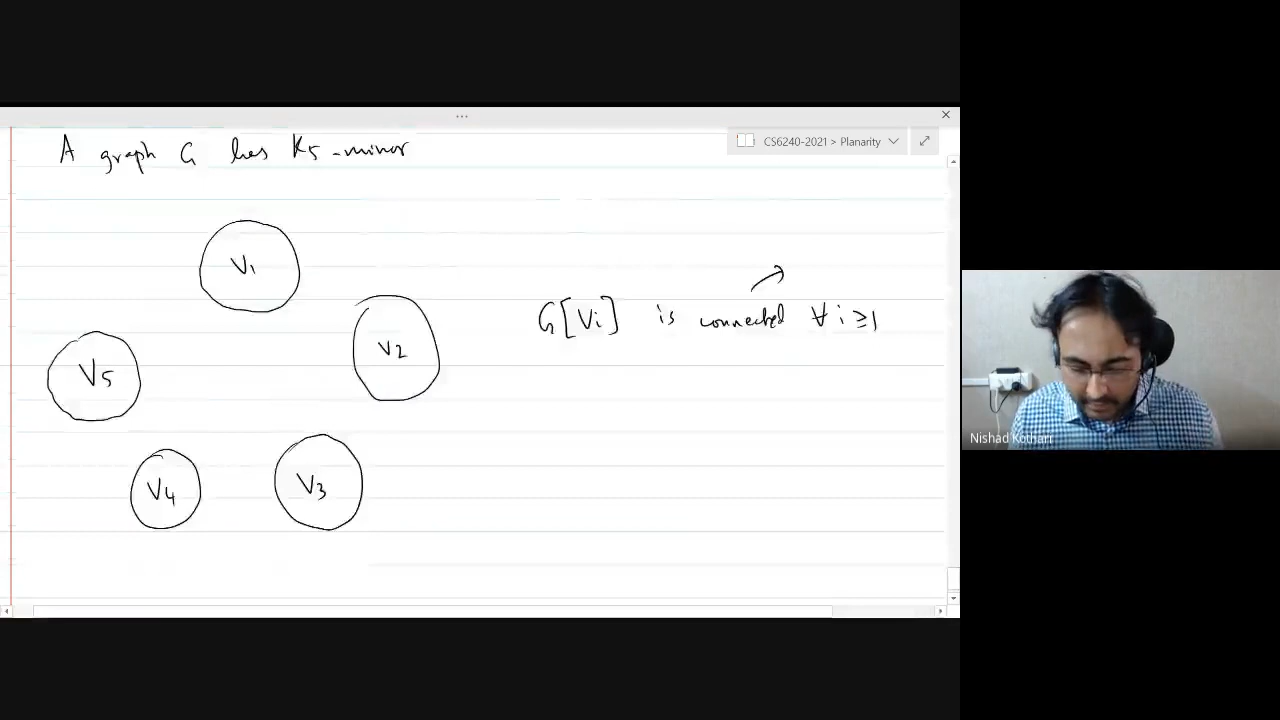 A graph G has K5-minor
CS6240-2021 > Planarity
V1
V2
G[Vi] is connected ∀ i ≥ 1
V5
V4
V3
Nishad Kothari